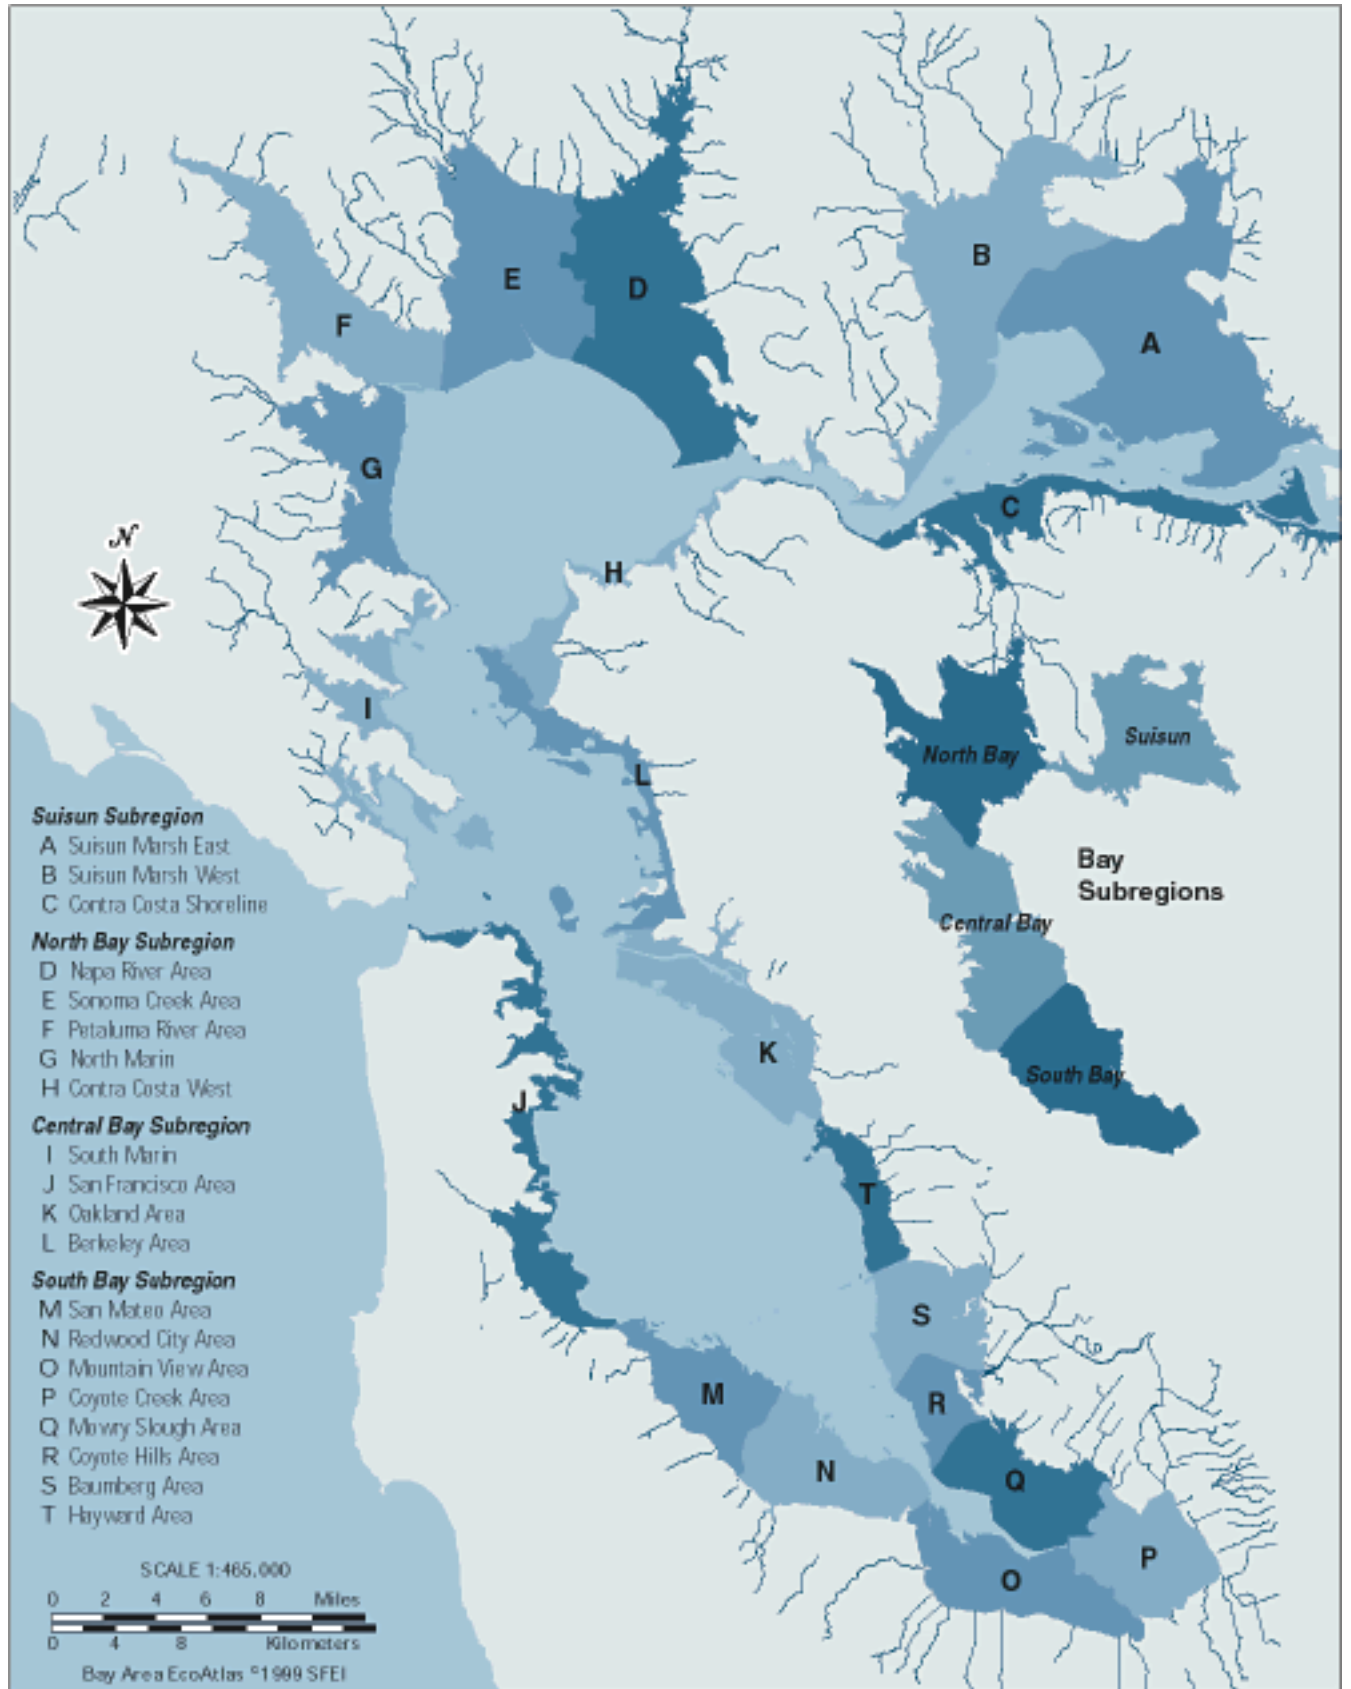 E
D
B
F
A
G
C
N
H
I
North Bay
Suisun
L
Suisun Subregion
A Suisun Marsh East
B Suisun Marsh West
C Contra Costa Shoreline
Bay
Subregions
Central Bay
North Bay Subregion
D Napa River Area
E Sonoma Creek Area
F Petaluma River Area
G North Marin
H Contra Costa West
K
South Bay
J
Central Bay Subregion
I South Marin
J San Francisco Area
K Oakland Area
L Berkeley Area
T
South Bay Subregion
M San Mateo Area
N Redwood City Area
O Mountain View Area
P Coyote Creek Area
Q Mowry Slough Area
R Coyote Hills Area
S Baumberg Area
T Hayward Area
S
M
R
N
Q
P
O
SCALE 1:465,000
0 2 4 6 8 Miles
0 4 8 Kilometers
Bay Area EcoAtlas ©1999 SFEI